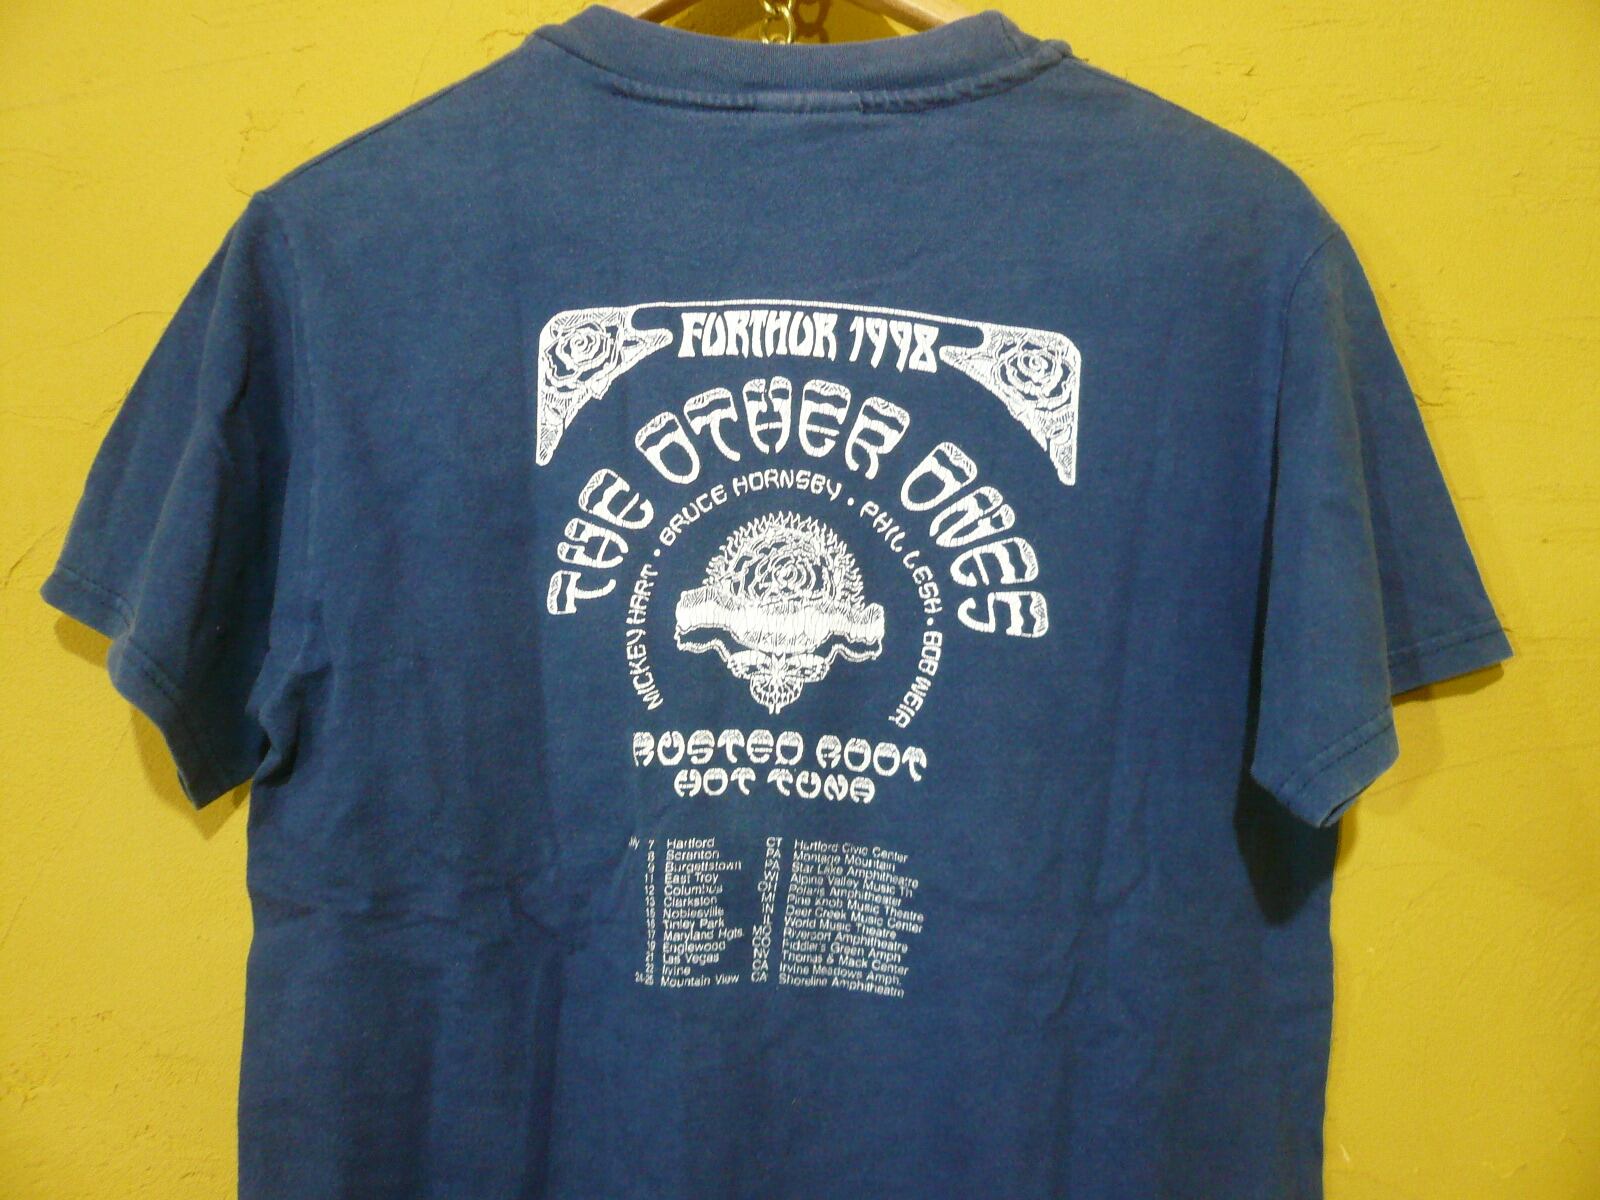 FURTHUR 1998
THE OTHER ONES
MICKEY HART • BRUCE HORNSBY • PHIL LESH • BOB WEIR
RUSTED ROOT
HOT TUNA
July 7 Hartford CT Hartford Civic Center
8 Scranton PA Montage Mountain
9 Burgettstown PA Star Lake Amphitheatre
11 East Troy WI Alpine Valley Music Th
12 Columbus OH Polaris Amphitheater
13 Clarkston MI Pine Knob Music Theatre
15 Noblesville IN Deer Creek Music Center
16 Tinley Park IL World Music Theatre
17 Maryland Hgts. MO Riverport Amphitheatre
19 Englewood CO Fiddler's Green Amph
21 Las Vegas NV Thomas & Mack Center
22 Irvine CA Irvine Meadows Amph.
24-25 Mountain View CA Shoreline Amphitheatre